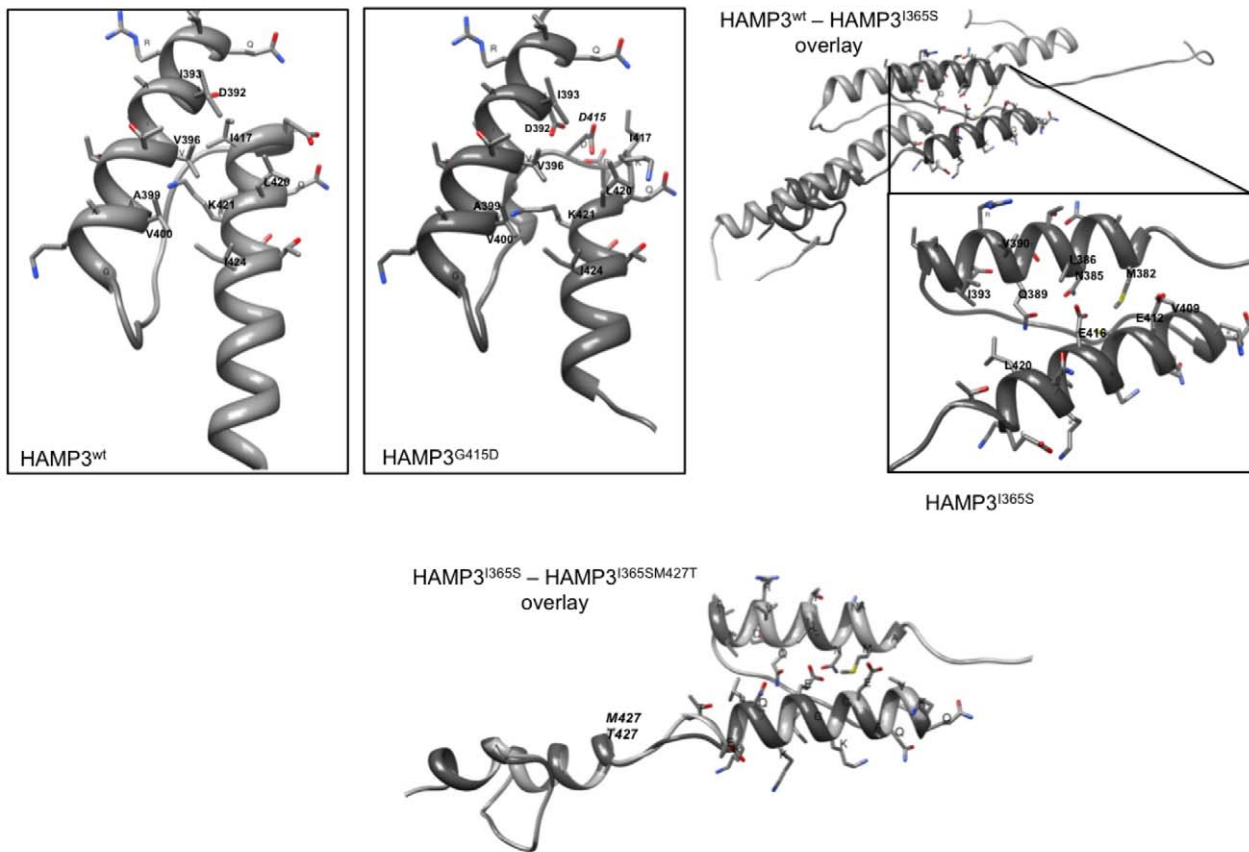 R
Q
I393
D392
V396
I417
L420
Q
A399
K421
V400
I424
G
HAMP3wt
R
Q
I393
D392
D415
I417
V396
K
L420
Q
A399
K421
V400
I424
G
HAMP3G415D
HAMP3wt – HAMP3I365S
overlay
V390
L386
N385
M382
I393
Q389
E412
V409
E416
L420
HAMP3I365S
HAMP3I365S – HAMP3I365SM427T
overlay
M427
T427
Q
K
Q
Q